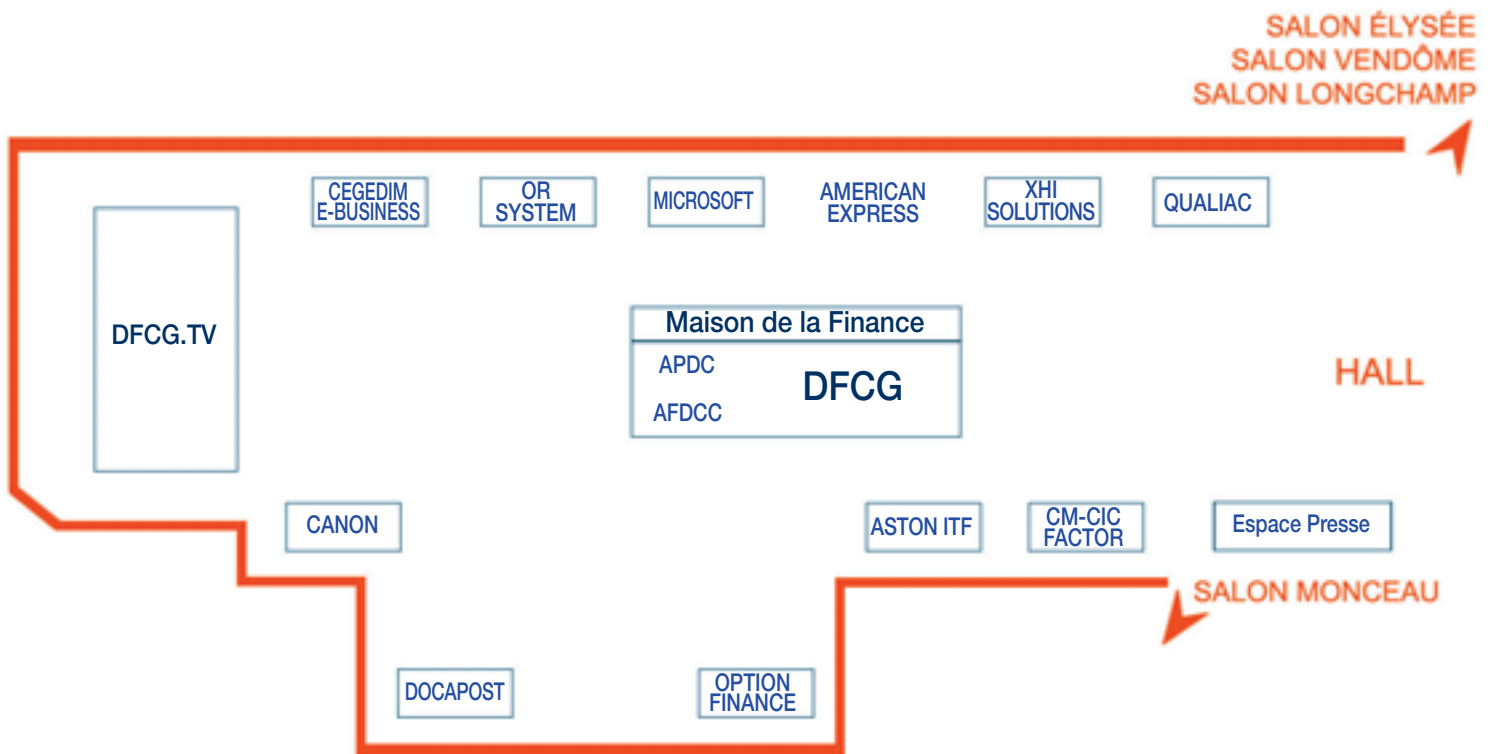 SALON ÉLYSÉE
SALON VENDÔME
SALON LONGCHAMP
CEGEDIM
E-BUSINESS
OR
SYSTEM
MICROSOFT
AMERICAN
EXPRESS
XHI
SOLUTIONS
QUALIAC
DFCG.TV
Maison de la Finance
APDC
AFDCC
DFCG
HALL
CANON
ASTON ITF
CM-CIC
FACTOR
Espace Presse
SALON MONCEAU
DOCAPOST
OPTION
FINANCE